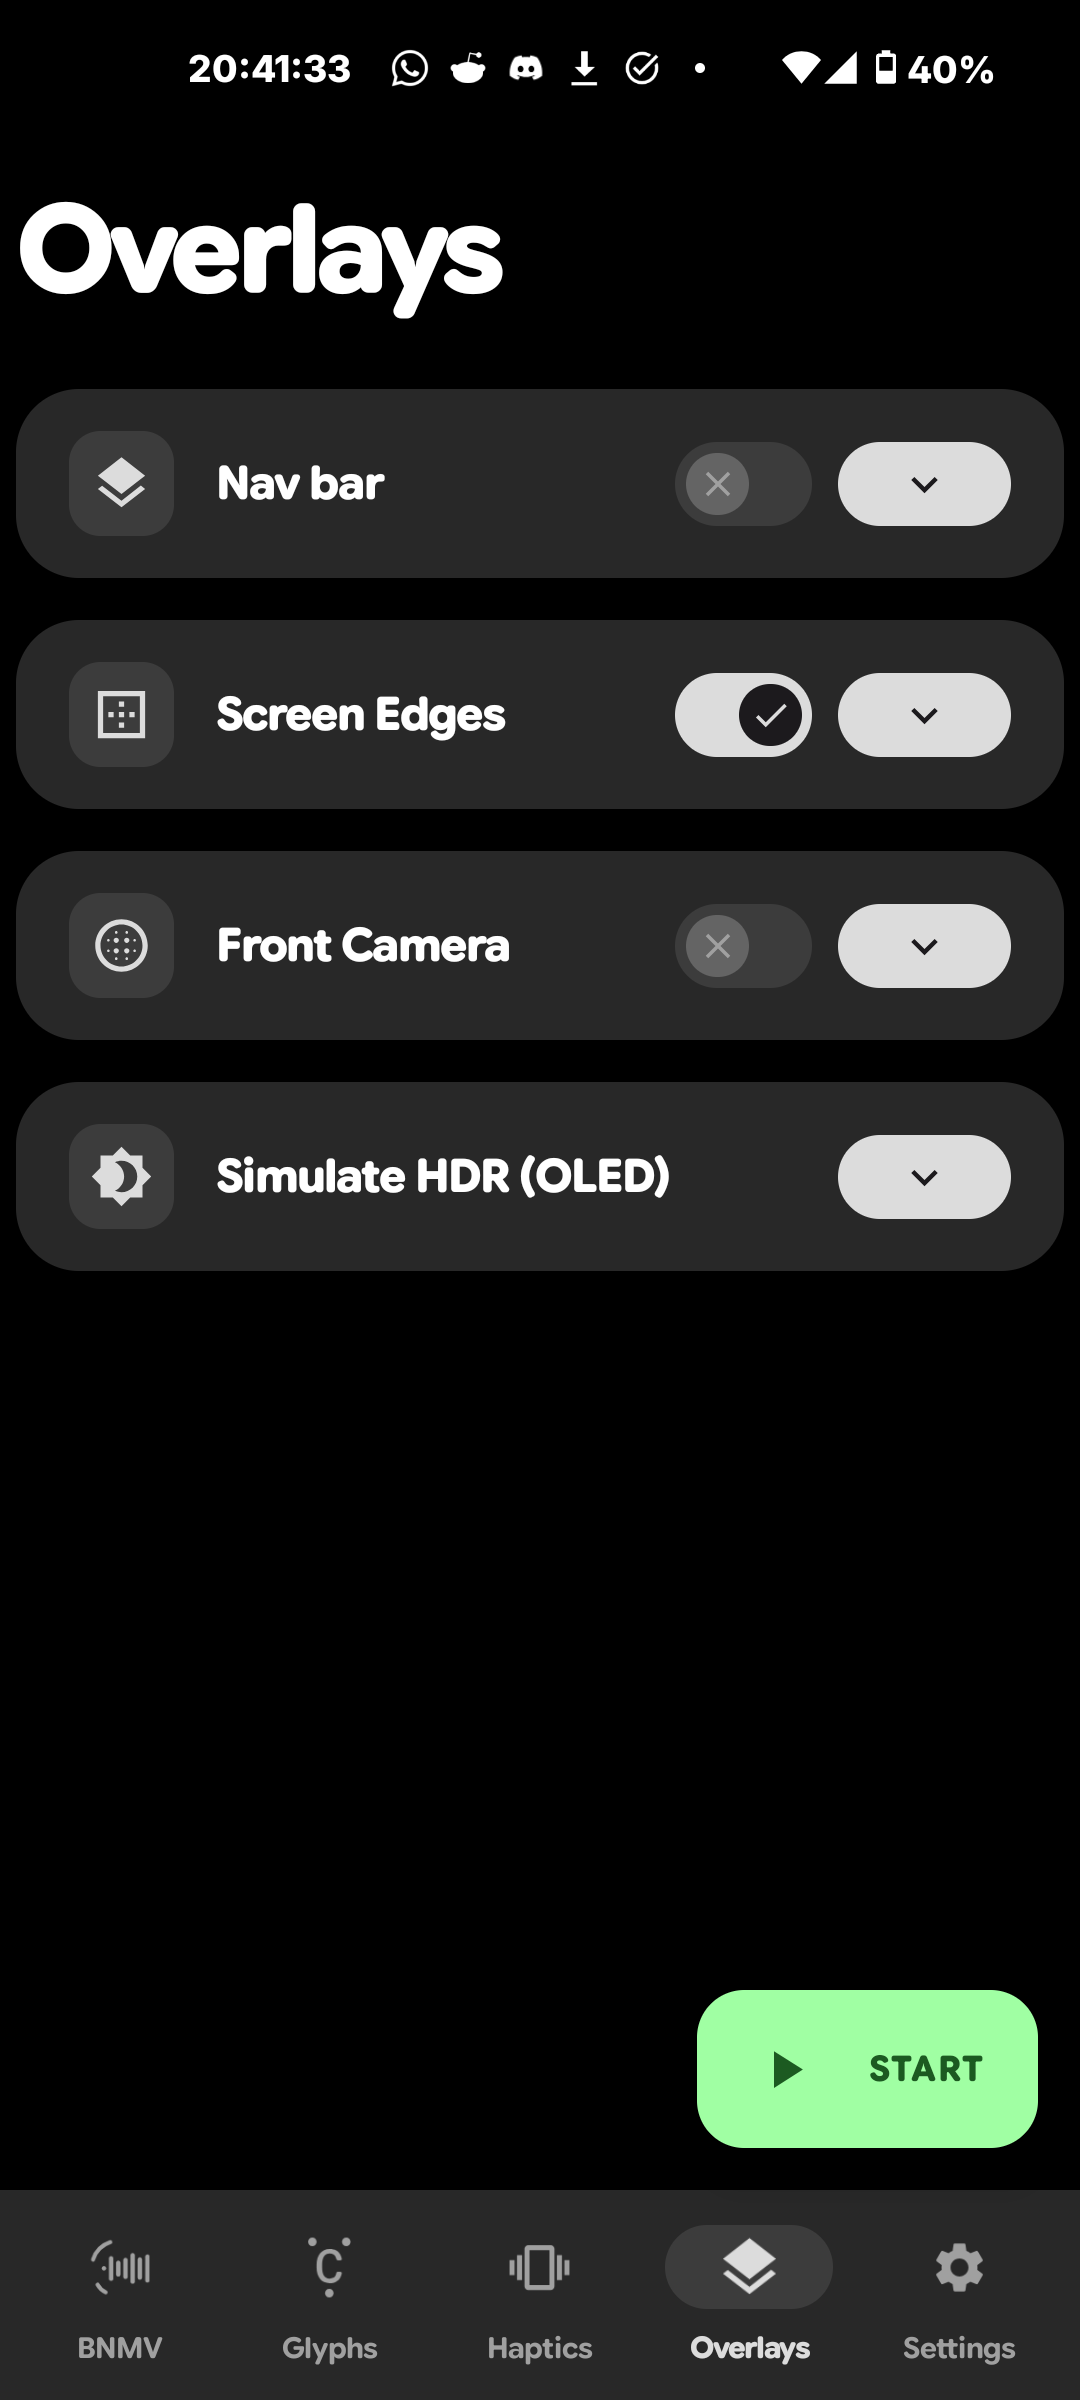 20:41:33 40%
Overlays
Nav bar
Screen Edges
Front Camera
Simulate HDR (OLED)
START
BNMV Glyphs Haptics Overlays Settings